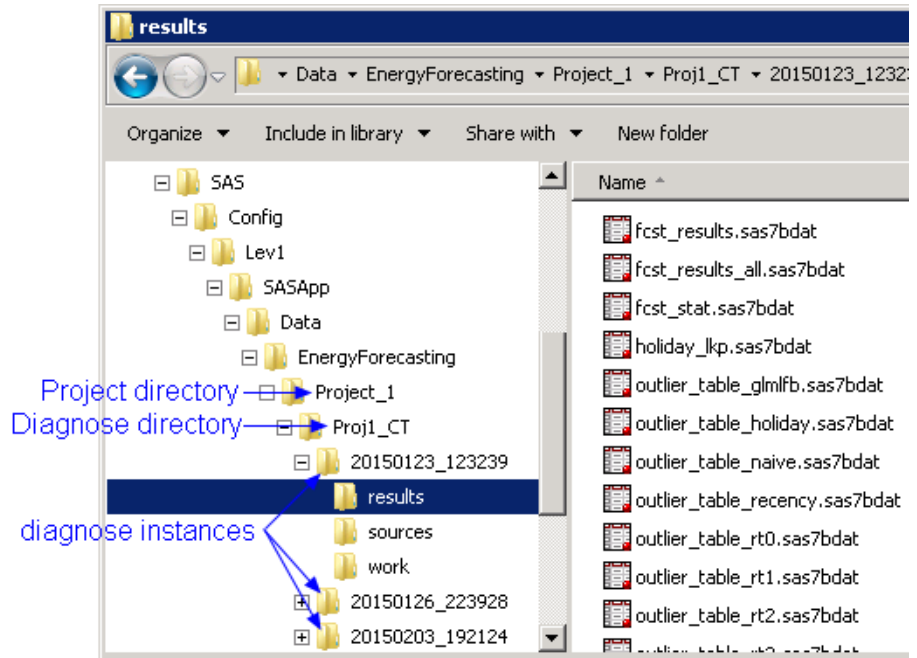 results
Data EnergyForecasting Project_1 Proj1_CT 20150123_1232
Organize Include in library Share with New folder
SAS
Config
Lev1
SASApp
Data
EnergyForecasting
Project directory Project_1
Diagnose directory Proj1_CT
20150123_123239
results
diagnose instances sources
work
20150126_223928
20150203_192124
Name
fcst_results.sas7bdat
fcst_results_all.sas7bdat
fcst_stat.sas7bdat
holiday_lkp.sas7bdat
outlier_table_glmlfb.sas7bdat
outlier_table_holiday.sas7bdat
outlier_table_naive.sas7bdat
outlier_table_recency.sas7bdat
outlier_table_rt0.sas7bdat
outlier_table_rt1.sas7bdat
outlier_table_rt2.sas7bdat